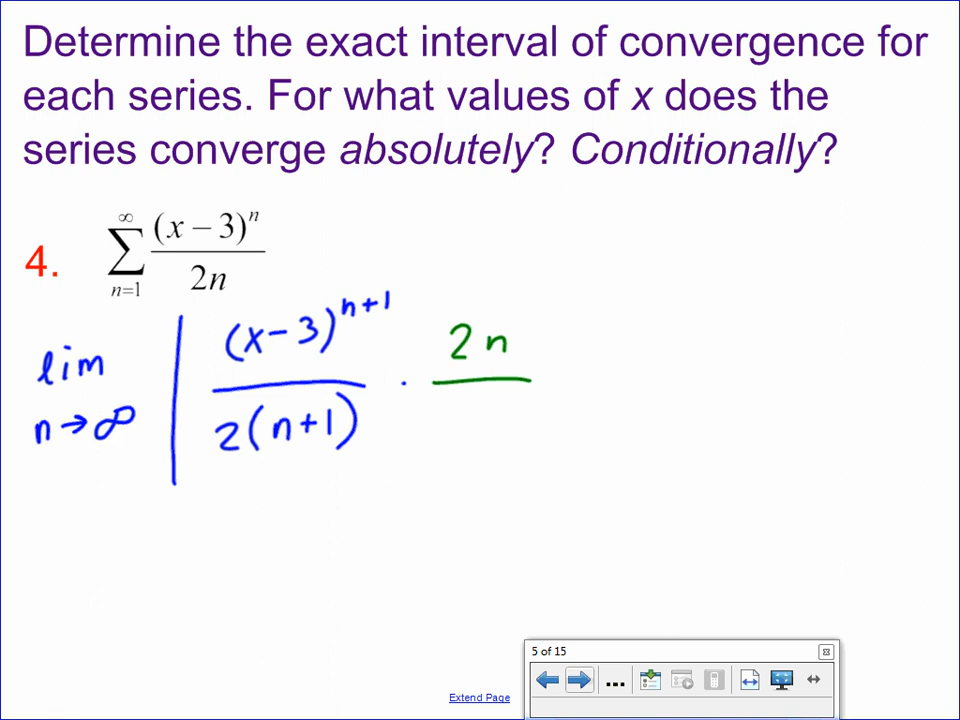 Determine the exact interval of convergence for
each series. For what values of x does the
series converge absolutely? Conditionally?
4. ∑_{n=1}^{∞} (x − 3)^n / 2n
lim n→∞ | (x−3)^{n+1} / 2(n+1) · 2n /
5 of 15
...
Extend Page